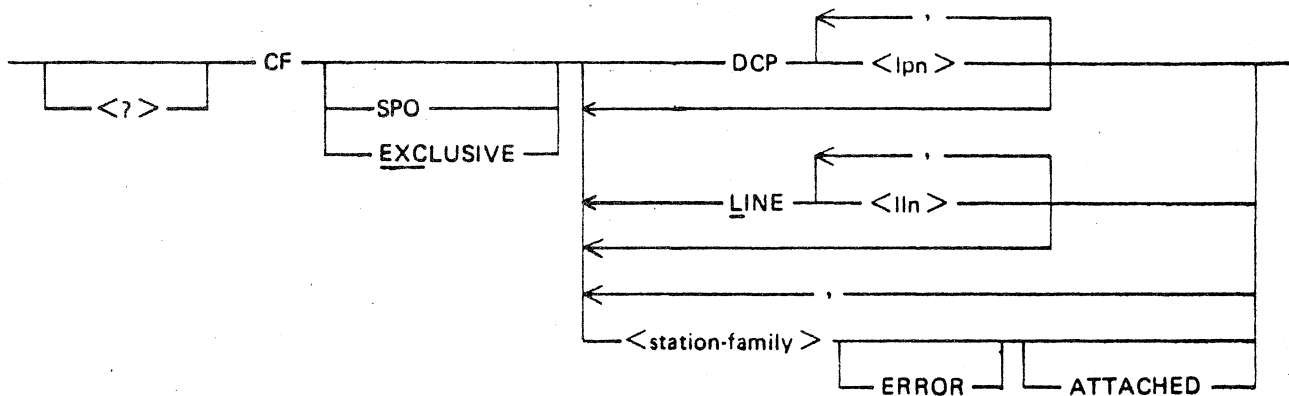 ,
CF DCP <lpn>
<?> SPO
EXCLUSIVE
,
LINE <lln>
,
<station-family>
ERROR ATTACHED